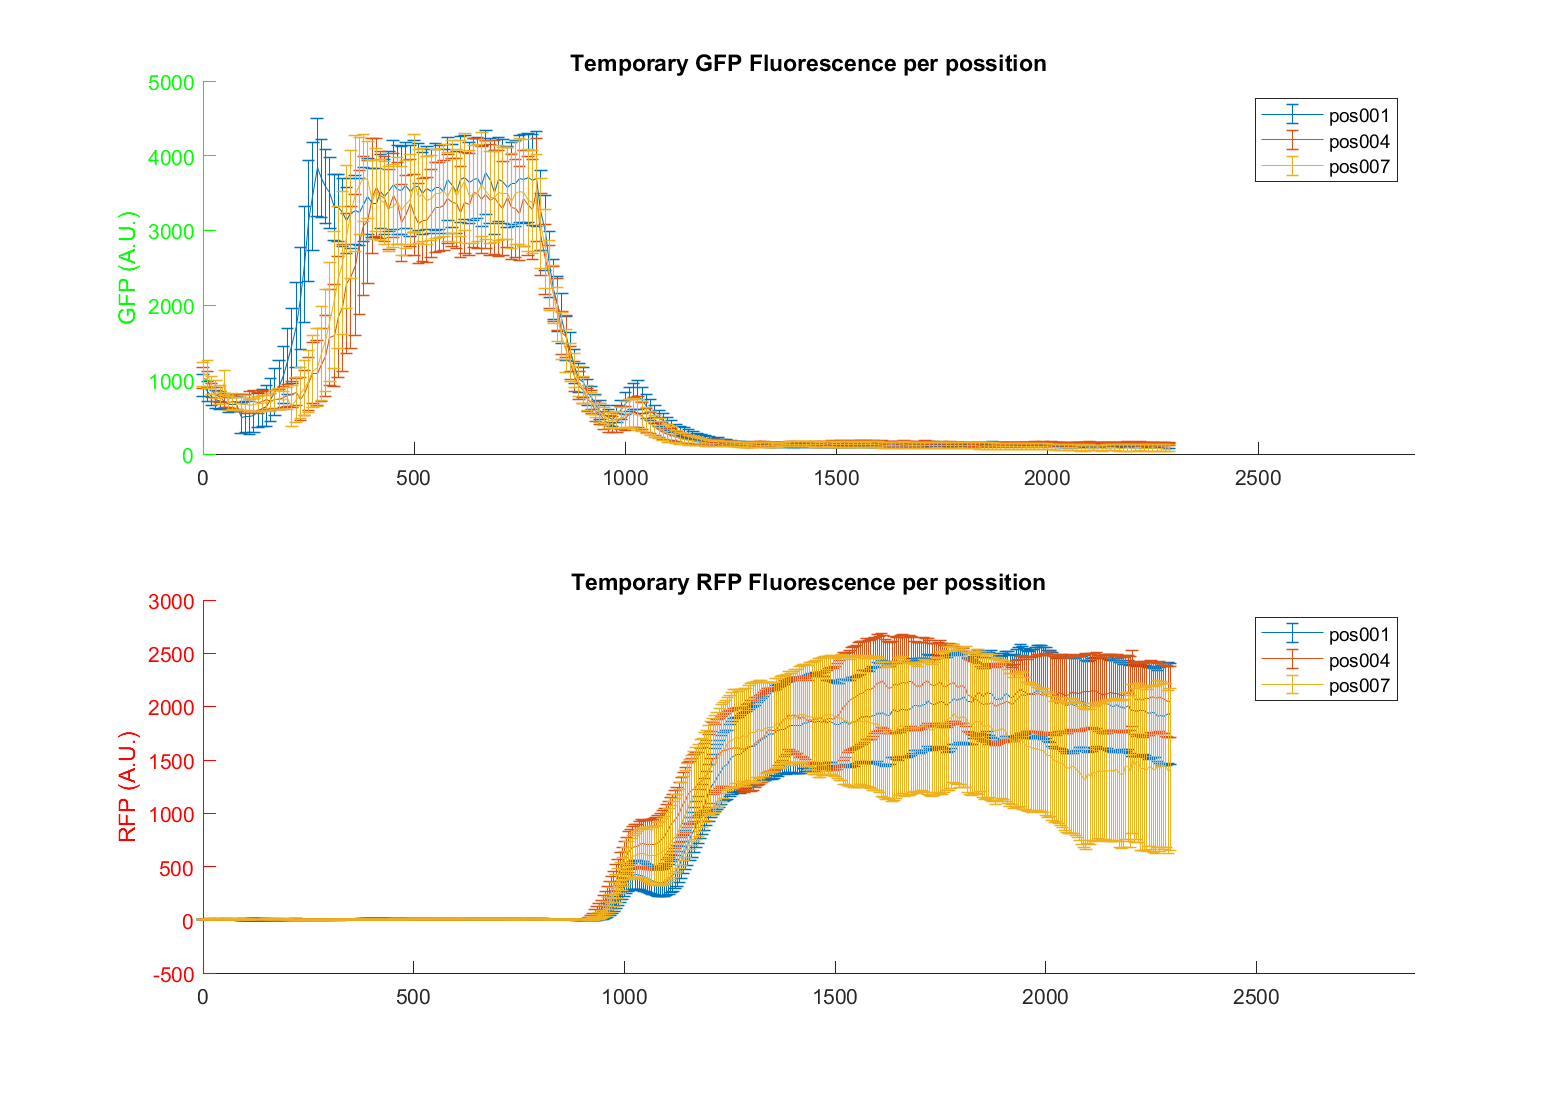 Temporary GFP Fluorescence per possition
5000
4000
3000
2000
1000
0
GFP (A.U.)
0 500 1000 1500 2000 2500
pos001
pos004
pos007
Temporary RFP Fluorescence per possition
3000
2500
2000
1500
1000
500
0
-500
RFP (A.U.)
0 500 1000 1500 2000 2500
pos001
pos004
pos007